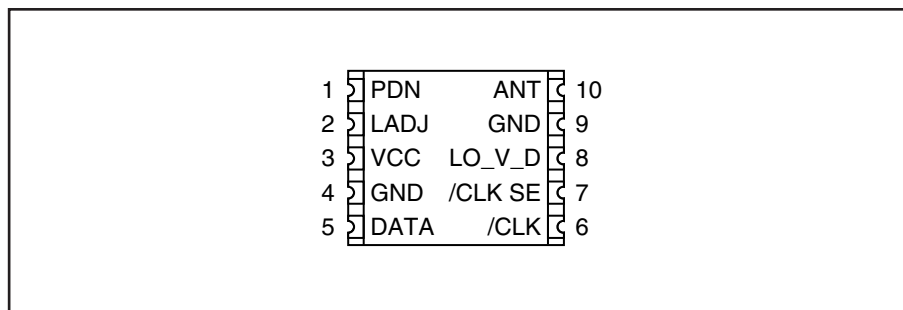 1 PDN ANT 10
2 LADJ GND 9
3 VCC LO_V_D 8
4 GND /CLK SE 7
5 DATA /CLK 6